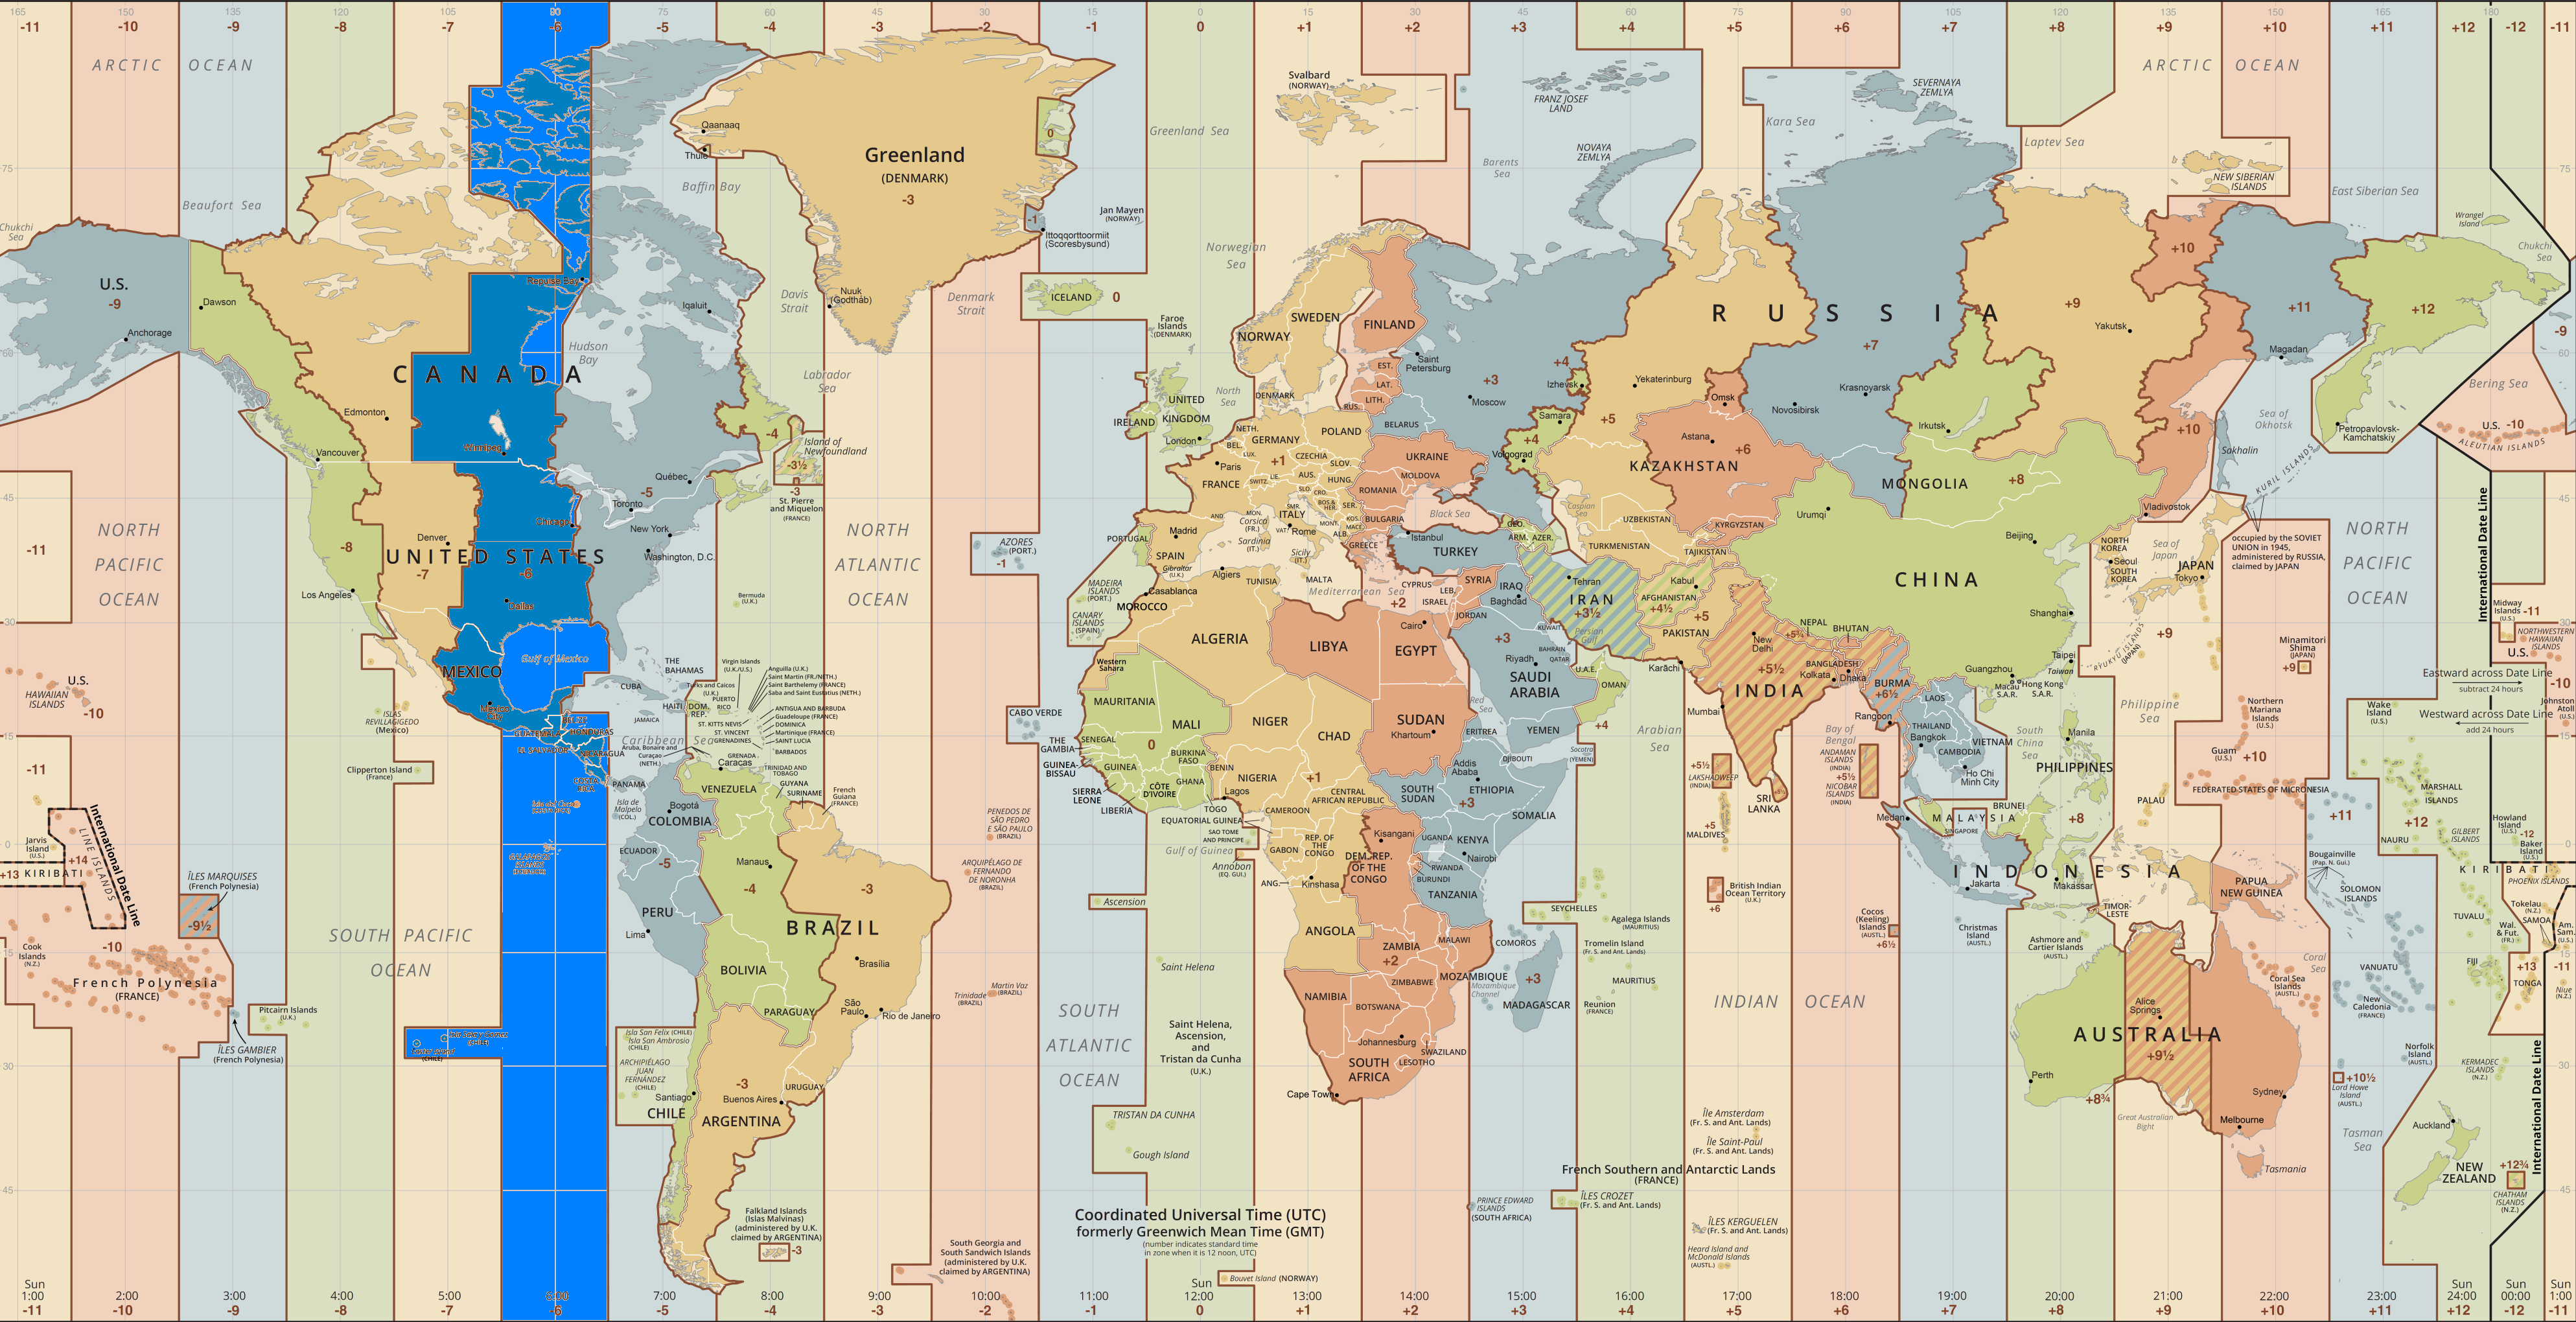 165 150 135 120 105 90 75 60 45 30 15 0 15 30 45 60 75 90 105 120 135 150 165 180
-11 -10 -9 -8 -7 -6 -5 -4 -3 -2 -1 0 +1 +2 +3 +4 +5 +6 +7 +8 +9 +10 +11 +12 -12 -11
ARCTIC OCEAN
Beaufort Sea
Chukchi
Sea
U.S.
-9
Anchorage
Dawson
CANADA
Edmonton
Vancouver
Winnipeg
Repulse Bay
Hudson
Bay
Iqaluit
Baffin Bay
Davis
Strait
Labrador
Sea
Qaanaaq
Thule
Greenland
(DENMARK)
-3
Nuuk
(Godthåb)
0
-1
Ittoqqortoormiit
(Scoresbysund)
Denmark
Strait
Greenland Sea
Jan Mayen
(NORWAY)
ICELAND
0
Norwegian
Sea
Faroe
Islands
(DENMARK)
Svalbard
(NORWAY)
Barents
Sea
FRANZ JOSEF
LAND
NOVAYA
ZEMLYA
Kara Sea
SEVERNAYA
ZEMLYA
Laptev Sea
ARCTIC OCEAN
NEW SIBERIAN
ISLANDS
East Siberian Sea
Wrangel
Island
Chukchi
Sea
-4
Island of
Newfoundland
-3½
-3
St. Pierre
and Miquelon
(FRANCE)
Québec
-5
Toronto
New York
Washington, D.C.
Chicago
Denver
UNITED STATES
-8
-7
-6
Los Angeles
Dallas
Gulf of Mexico
MEXICO
Mexico
City
BELIZE
GUATEMALA
HONDURAS
EL SALVADOR
NICARAGUA
COSTA
RICA
PANAMA
NORTH
PACIFIC
OCEAN
-11
U.S.
HAWAIIAN
ISLANDS
-10
ISLAS
REVILLAGIGEDO
(Mexico)
Clipperton Island
(France)
Bermuda
(U.K.)
THE
BAHAMAS
CUBA
JAMAICA
HAITI
DOM.
REP.
Turks and Caicos
(U.K.)
PUERTO
RICO
Virgin Islands
(U.K./U.S.)
Anguilla (U.K.)
Saint Martin (FR./NETH.)
Saint Barthelemy (FRANCE)
Saba and Saint Eustatius (NETH.)
ST. KITTS NEVIS
ST. VINCENT
GRENADINES
GRENADA
ANTIGUA AND BARBUDA
Guadeloupe (FRANCE)
DOMINICA
Martinique (FRANCE)
SAINT LUCIA
BARBADOS
TRINIDAD AND
TOBAGO
Caribbean Sea
Aruba, Bonaire and
Curaçao
(NETH.)
Caracas
VENEZUELA
GUYANA
SURINAME
French
Guiana
(FRANCE)
Isla de
Malpelo
(COL.)
Bogotá
COLOMBIA
ECUADOR
-5
Manaus
-4
-3
PERU
Lima
BRAZIL
Brasília
BOLIVIA
PARAGUAY
São
Paulo
Rio de Janeiro
Isla San Felix (CHILE)
Isla San Ambrosio
(CHILE)
ARCHIPIÉLAGO
JUAN
FERNÁNDEZ
(CHILE)
Santiago
CHILE
-3
URUGUAY
Buenos Aires
ARGENTINA
Falkland Islands
(Islas Malvinas)
(administered by U.K.
claimed by ARGENTINA)
-3
South Georgia and
South Sandwich Islands
(administered by U.K.
claimed by ARGENTINA)
NORTH
ATLANTIC
OCEAN
AZORES
(PORT.)
-1
CABO VERDE
PENEDOS DE
SÃO PEDRO
E SÃO PAULO
(BRAZIL)
ARQUIPÉLAGO DE
FERNANDO
DE NORONHA
(BRAZIL)
Trinidade
(BRAZIL)
Martin Vaz
(BRAZIL)
Ascension
Saint Helena
SOUTH
ATLANTIC
OCEAN
Saint Helena,
Ascension,
and
Tristan da Cunha
(U.K.)
TRISTAN DA CUNHA
Gough Island
Bouvet Island (NORWAY)
Coordinated Universal Time (UTC)
formerly Greenwich Mean Time (GMT)
(number indicates standard time
in zone when it is 12 noon, UTC)
Jarvis
Island
(U.S.)
+14
LINE ISLANDS
International Date Line
+13 KIRIBATI
ÎLES MARQUISES
(French Polynesia)
-9½
-10
Cook
Islands
(N.Z.)
French Polynesia
(FRANCE)
ÎLES GAMBIER
(French Polynesia)
Pitcairn Islands
(U.K.)
SOUTH PACIFIC
OCEAN
NORWAY
SWEDEN
FINLAND
EST.
LAT.
LITH.
RUS.
DENMARK
North
Sea
UNITED
KINGDOM
IRELAND
London
NETH.
BEL.
LUX.
GERMANY
POLAND
BELARUS
CZECHIA
SLOV.
AUS.
HUNG.
SWITZ.
Paris
FRANCE
+1
UKRAINE
MOLDOVA
ROMANIA
BULGARIA
SER.
ITALY
Rome
ALB.
GREECE
Corsica
(FR.)
Sardinia
(IT.)
Sicily
(IT.)
MALTA
AND.
Madrid
SPAIN
PORTUGAL
Gibraltar
(U.K.)
Algiers
TUNISIA
Mediterranean Sea
Black Sea
Istanbul
TURKEY
CYPRUS
LEB.
ISRAEL
SYRIA
JORDAN
IRAQ
Baghdad
GEO.
ARM.
AZER.
Caspian
Sea
MADEIRA
ISLANDS
(PORT.)
CANARY
ISLANDS
(SPAIN)
Casablanca
MOROCCO
Western
Sahara
ALGERIA
LIBYA
EGYPT
Cairo
+2
MAURITANIA
MALI
NIGER
CHAD
SUDAN
Khartoum
ERITREA
SENEGAL
THE
GAMBIA
GUINEA-
BISSAU
GUINEA
SIERRA
LEONE
LIBERIA
CÔTE
D'IVOIRE
BURKINA
FASO
GHANA
TOGO
BENIN
0
NIGERIA
Lagos
CAMEROON
CENTRAL
AFRICAN REPUBLIC
+1
EQUATORIAL GUINEA
SAO TOME
AND PRINCIPE
Gulf of Guinea
Annobón
(EQ. GUI.)
GABON
REP. OF
THE
CONGO
DEM. REP.
OF THE
CONGO
Kisangani
Kinshasa
ANG.
ANGOLA
ZAMBIA
+2
MALAWI
ZIMBABWE
MOZAMBIQUE
Mozambique
Channel
NAMIBIA
BOTSWANA
Johannesburg
SWAZILAND
LESOTHO
SOUTH
AFRICA
Cape Town
SOUTH
SUDAN
Addis
Ababa
ETHIOPIA
+3
DJIBOUTI
SOMALIA
UGANDA
KENYA
Nairobi
RWANDA
BURUNDI
TANZANIA
COMOROS
+3
MADAGASCAR
SEYCHELLES
Agalega Islands
(MAURITIUS)
Tromelin Island
(Fr. S. and Ant. Lands)
MAURITIUS
Reunion
(FRANCE)
PRINCE EDWARD
ISLANDS
(SOUTH AFRICA)
ÎLES CROZET
(Fr. S. and Ant. Lands)
French Southern and Antarctic Lands
(FRANCE)
Île Amsterdam
(Fr. S. and Ant. Lands)
Île Saint-Paul
(Fr. S. and Ant. Lands)
ÎLES KERGUELEN
(Fr. S. and Ant. Lands)
Heard Island and
McDonald Islands
(AUSTL.)
INDIAN OCEAN
RUSSIA
Saint
Petersburg
Moscow
+3
+4
Izhevsk
Samara
+4
Volgograd
Yekaterinburg
+5
Omsk
Novosibirsk
Krasnoyarsk
+7
Irkutsk
Yakutsk
+9
+10
+11
+12
Magadan
Petropavlovsk-
Kamchatskiy
+10
Vladivostok
Sakhalin
Sea of
Okhotsk
KURIL ISLANDS
Bering Sea
U.S. -10
ALEUTIAN ISLANDS
-9
Astana
+6
KAZAKHSTAN
UZBEKISTAN
KYRGYZSTAN
TURKMENISTAN
TAJIKISTAN
Tehran
IRAN
+3½
Kabul
AFGHANISTAN
+4½
+5
PAKISTAN
Karāchi
KUWAIT
Persian
Gulf
BAHRAIN
QATAR
U.A.E.
OMAN
+4
+3
Riyadh
SAUDI
ARABIA
Red
Sea
YEMEN
Socotra
(YEMEN)
Arabian
Sea
New
Delhi
NEPAL
+5¾
BHUTAN
BANGLADESH
Dhaka
Kolkata
INDIA
+5½
Mumbai
+5½
LAKSHADWEEP
(INDIA)
SRI
LANKA
+5
MALDIVES
Bay of
Bengal
ANDAMAN
ISLANDS
(INDIA)
+5½
NICOBAR
ISLANDS
(INDIA)
British Indian
Ocean Territory
(U.K.)
+6
Cocos
(Keeling)
Islands
(AUSTL.)
+6½
Christmas
Island
(AUSTL.)
MONGOLIA
Urumqi
+8
Beijing
CHINA
Shanghai
Guangzhou
Macau
S.A.R.
Hong Kong
S.A.R.
Taipei
Taiwan
NORTH
KOREA
Seoul
SOUTH
KOREA
Sea of
Japan
JAPAN
Tokyo
+9
RYUKYU ISLANDS
(JAPAN)
occupied by the SOVIET
UNION in 1945,
administered by RUSSIA,
claimed by JAPAN
BURMA
+6½
Rangoon
LAOS
THAILAND
Bangkok
CAMBODIA
VIETNAM
Ho Chi
Minh City
South
China
Sea
Manila
PHILIPPINES
Philippine
Sea
Medan
MALAYSIA
SINGAPORE
BRUNEI
+8
PALAU
INDONESIA
Jakarta
Makassar
TIMOR-
LESTE
Ashmore and
Cartier Islands
(AUSTL.)
Minamitori
Shima
(JAPAN)
+9
Northern
Mariana
Islands
(U.S.)
Guam
(U.S.)
+10
FEDERATED STATES OF MICRONESIA
PAPUA
NEW GUINEA
Bougainville
(Pap. N. Gui.)
SOLOMON
ISLANDS
+11
Coral
Sea
Coral Sea
Islands
(AUSTL.)
VANUATU
New
Caledonia
(FRANCE)
AUSTRALIA
Alice
Springs
+9½
Perth
+8¾
Great Australian
Bight
Sydney
Melbourne
Tasmania
Tasman
Sea
+10½
Lord Howe
Island
(AUSTL.)
Norfolk
Island
(AUSTL.)
Auckland
NEW
ZEALAND
+12¾
CHATHAM
ISLANDS
(N.Z.)
KERMADEC
ISLANDS
(N.Z.)
NORTH
PACIFIC
OCEAN
International Date Line
Midway
Islands
(U.S.)
-11
NORTHWESTERN
HAWAIIAN
ISLANDS
U.S.
-10
Eastward across Date Line
subtract 24 hours
Westward across Date Line
add 24 hours
Wake
Island
(U.S.)
Johnston
Atoll
(U.S.)
MARSHALL
ISLANDS
+12
NAURU
GILBERT
ISLANDS
Howland
Island
(U.S.)
-12
Baker
Island
(U.S.)
KIRIBATI
PHOENIX ISLANDS
TUVALU
Tokelau
(N.Z.)
SAMOA
Wal.
& Fut.
(FR.)
Am.
Sam.
(U.S.)
FIJI
+13
TONGA
-11
Niue
(N.Z.)
International Date Line
Sun
1:00 2:00 3:00 4:00 5:00 6:00 7:00 8:00 9:00 10:00 11:00 Sun 12:00 13:00 14:00 15:00 16:00 17:00 18:00 19:00 20:00 21:00 22:00 23:00 Sun 24:00 Sun 00:00 Sun 1:00
-11 -10 -9 -8 -7 -6 -5 -4 -3 -2 -1 0 +1 +2 +3 +4 +5 +6 +7 +8 +9 +10 +11 +12 -12 -11